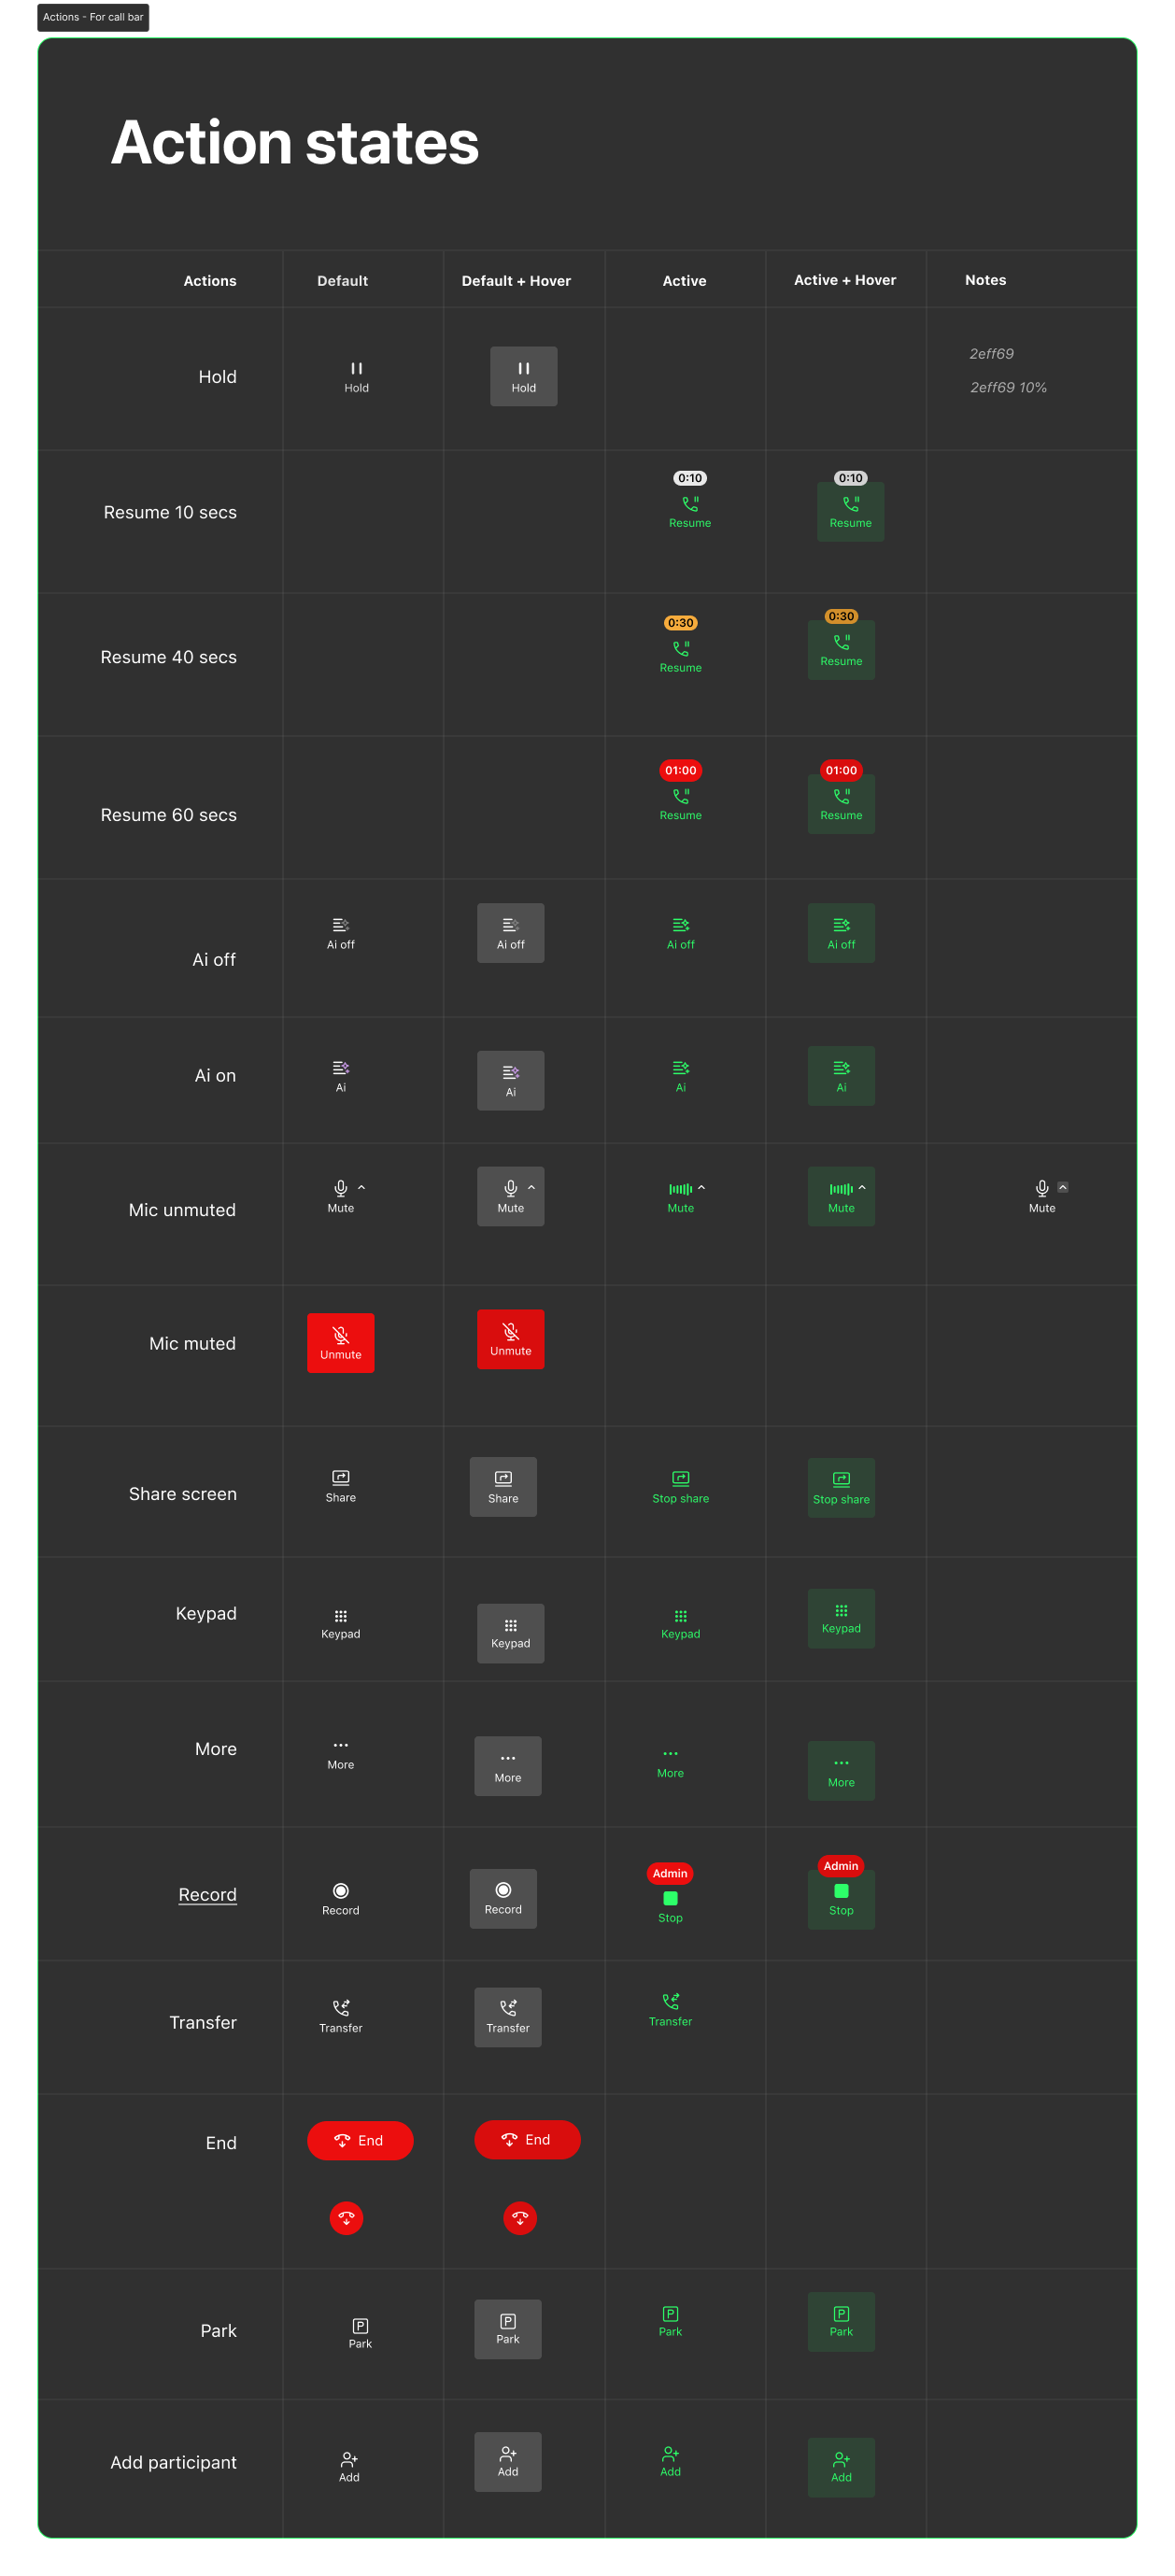 Actions - For call bar
Action states
Actions Default Default + Hover Active Active + Hover Notes
Hold Hold Hold 2eff69
2eff69 10%
0:10 0:10
Resume 10 secs Resume Resume
0:30 0:30
Resume 40 secs Resume Resume
01:00 01:00
Resume 60 secs Resume Resume
Ai off Ai off Ai off Ai off Ai off
Ai on Ai Ai Ai Ai
Mic unmuted Mute Mute Mute Mute Mute
Mic muted Unmute Unmute
Share screen Share Share Stop share Stop share
Keypad Keypad Keypad Keypad Keypad
More More More More More
Admin Admin
Record Record Record Stop Stop
Transfer Transfer Transfer Transfer
End End End
Park P Park P Park P Park P Park
Add participant Add Add Add Add